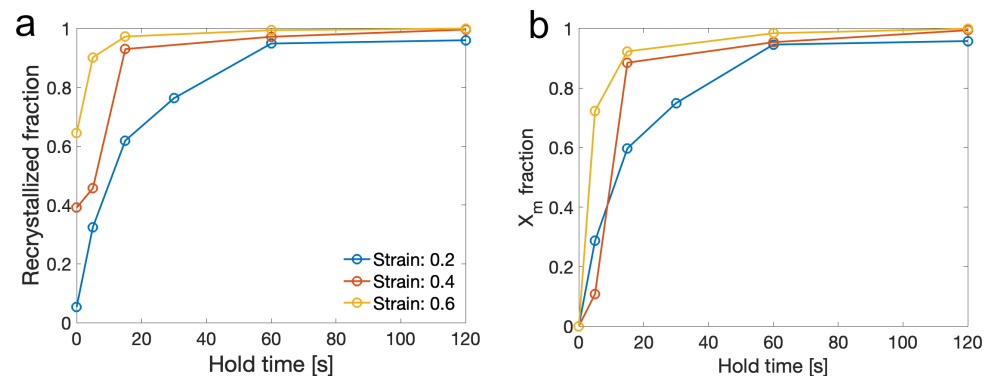 a
Recrystallized fraction
1
0.8
0.6
0.4
0.2
0
0 20 40 60 80 100 120
Hold time [s]
Strain: 0.2
Strain: 0.4
Strain: 0.6
b
X_m fraction
1
0.8
0.6
0.4
0.2
0
0 20 40 60 80 100 120
Hold time [s]